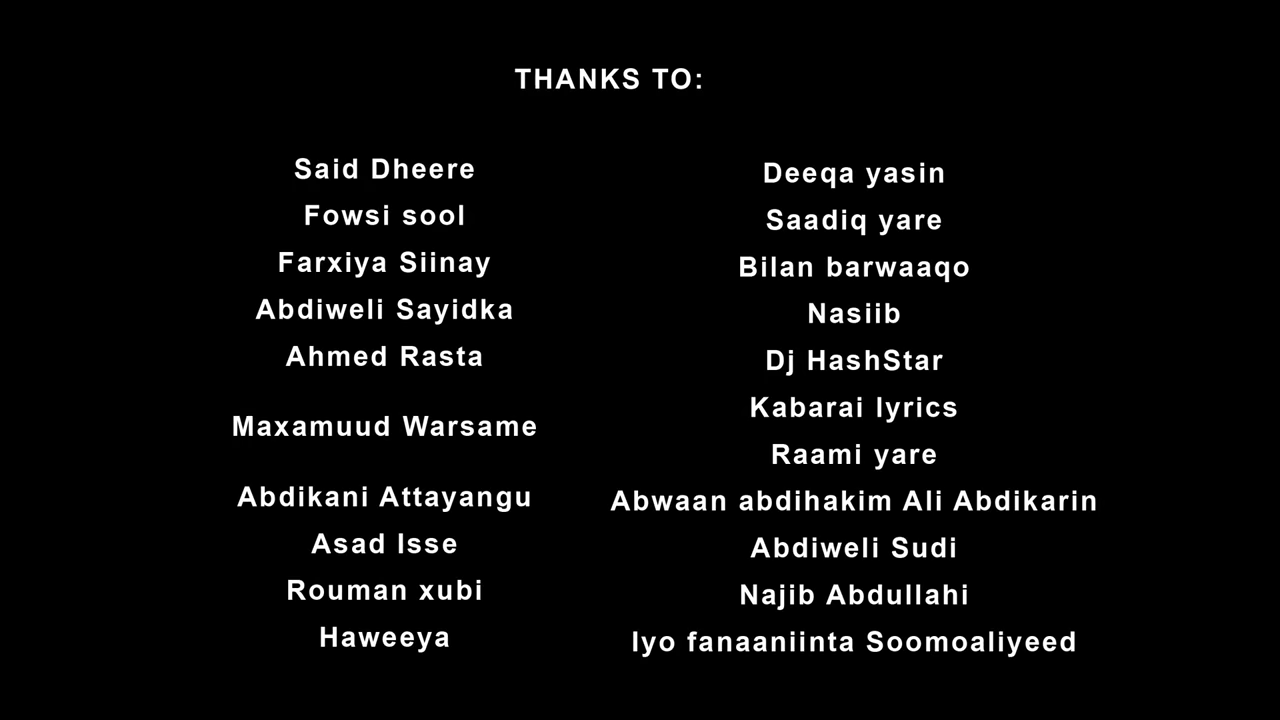 THANKS TO:
Said Dheere
Fowsi sool
Farxiya Siinay
Abdiweli Sayidka
Ahmed Rasta
Maxamuud Warsame
Abdikani Attayangu
Asad Isse
Rouman xubi
Haweeya
Deeqa yasin
Saadiq yare
Bilan barwaaqo
Nasiib
Dj HashStar
Kabarai lyrics
Raami yare
Abwaan abdihakim Ali Abdikarin
Abdiweli Sudi
Najib Abdullahi
Iyo fanaaniinta Soomoaliyeed